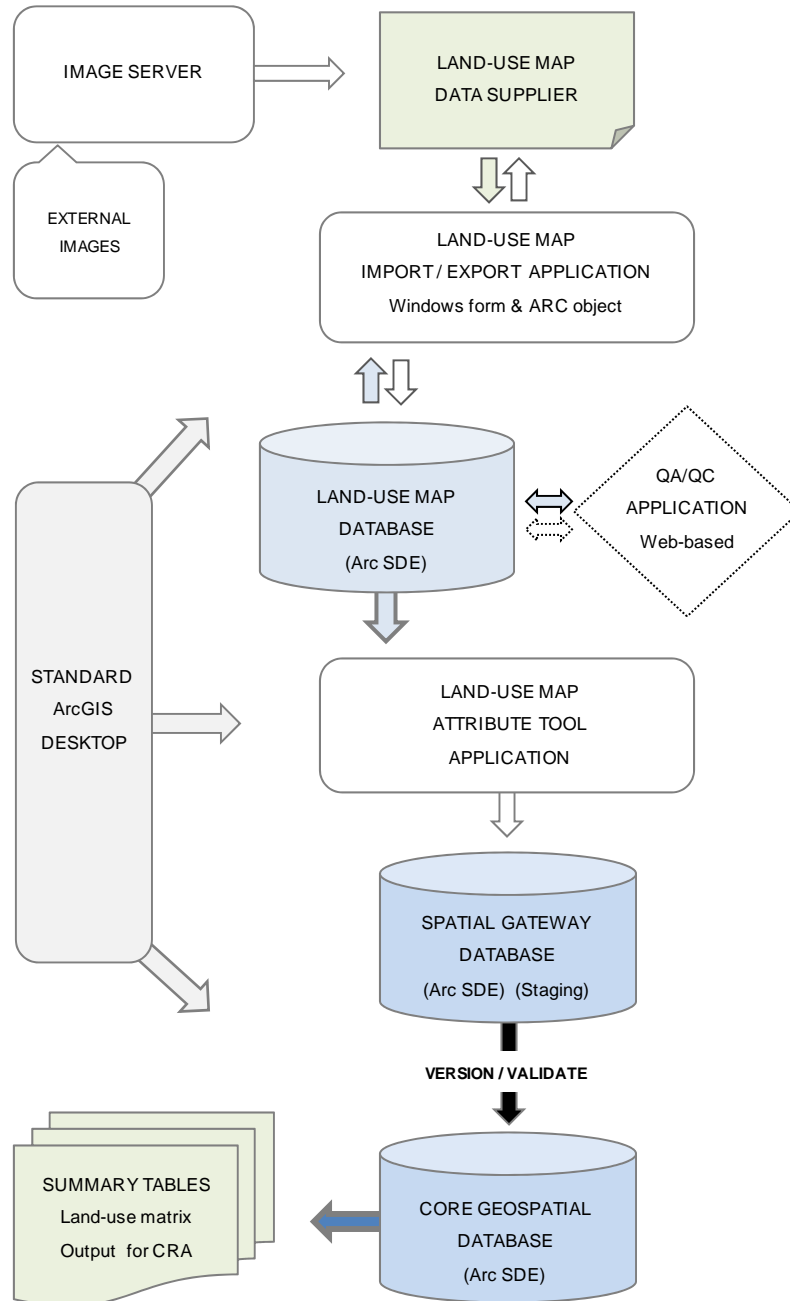 IMAGE SERVER
LAND-USE MAP
DATA SUPPLIER
EXTERNAL
IMAGES
LAND-USE MAP
IMPORT / EXPORT APPLICATION
Windows form & ARC object
LAND-USE MAP
DATABASE
(Arc SDE)
QA/QC
APPLICATION
Web-based
STANDARD
ArcGIS
DESKTOP
LAND-USE MAP
ATTRIBUTE TOOL
APPLICATION
SPATIAL GATEWAY
DATABASE
(Arc SDE) (Staging)
VERSION / VALIDATE
SUMMARY TABLES
Land-use matrix
Output for CRA
CORE GEOSPATIAL
DATABASE
(Arc SDE)